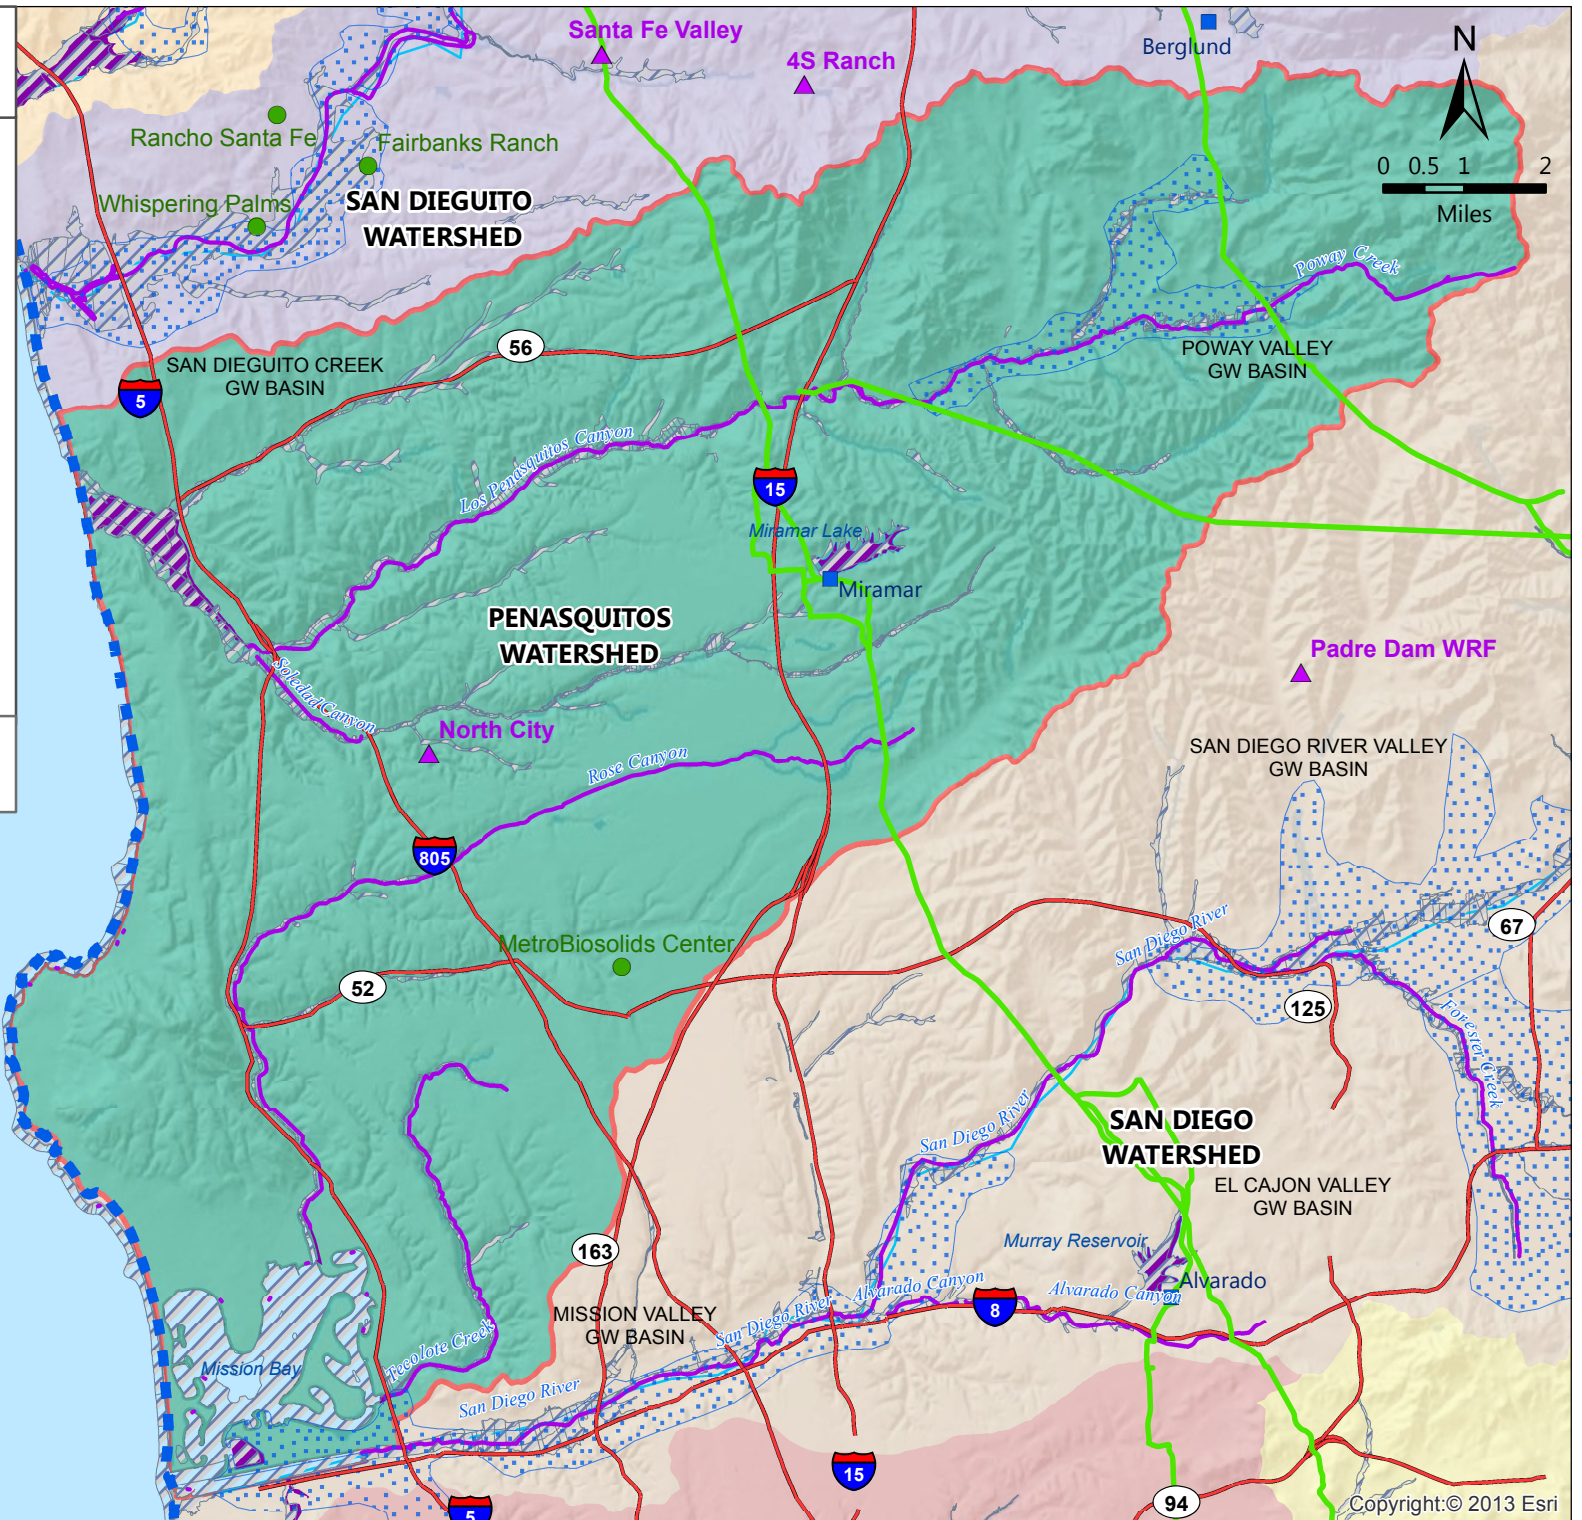 Santa Fe Valley
4S Ranch
Berglund
N
0 0.5 1 2
Miles
Rancho Santa Fe
Fairbanks Ranch
Whispering Palms
SAN DIEGUITO
WATERSHED
Poway Creek
POWAY VALLEY
GW BASIN
SAN DIEGUITO CREEK
GW BASIN
56
5
Los Penasquitos Canyon
15
Miramar Lake
Miramar
PENASQUITOS
WATERSHED
Padre Dam WRF
Soledad Canyon
North City
Rose Canyon
SAN DIEGO RIVER VALLEY
GW BASIN
805
MetroBiosolids Center
52
San Diego River
67
125
Forester Creek
San Diego River
SAN DIEGO
WATERSHED
EL CAJON VALLEY
GW BASIN
Murray Reservoir
Alvarado
163
Alvarado Canyon
Alvarado Canyon
8
MISSION VALLEY
GW BASIN
San Diego River
Tecolote Creek
Mission Bay
San Diego River
15
5
94
Copyright:© 2013 Esri